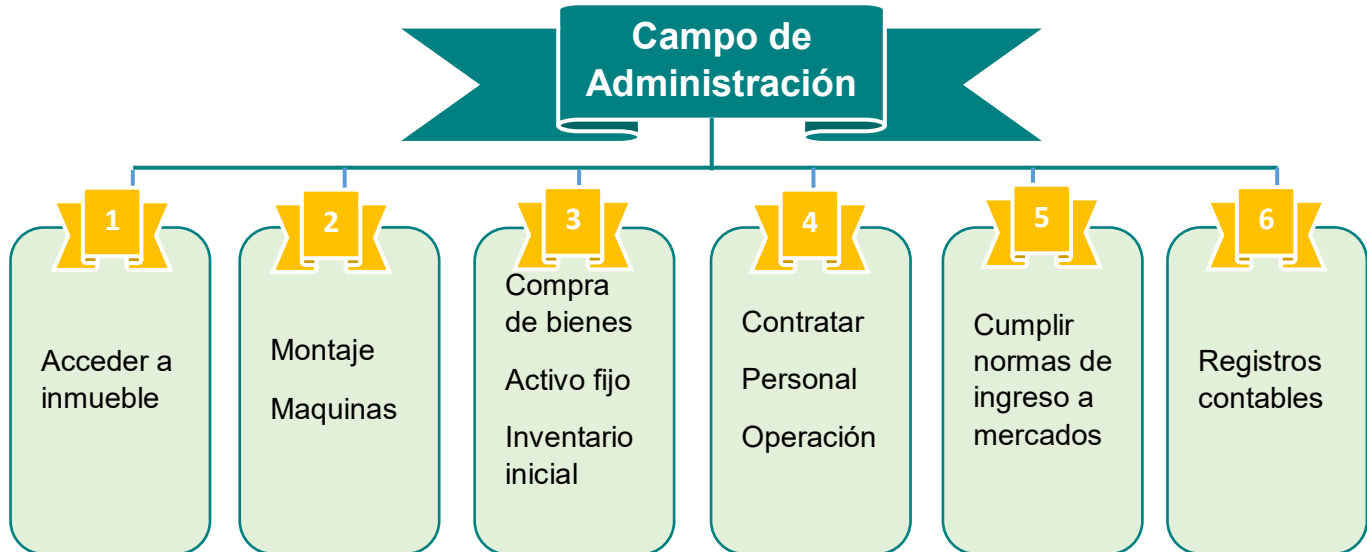 Campo de
Administración
1
Acceder a
inmueble
2
Montaje
Maquinas
3
Compra
de bienes
Activo fijo
Inventario
inicial
4
Contratar
Personal
Operación
5
Cumplir
normas de
ingreso a
mercados
6
Registros
contables